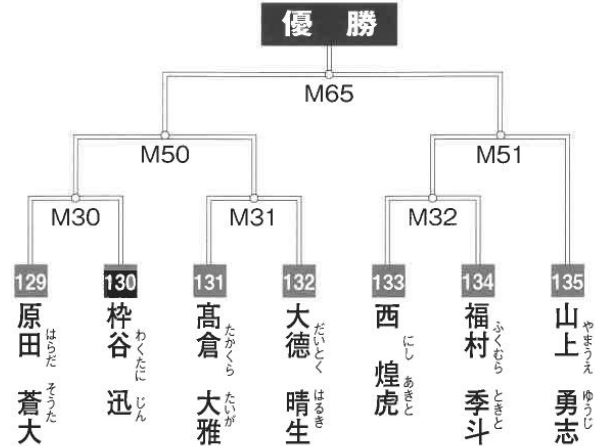 優勝
M65
M50
M51
M30
M31
M32
129
130
131
132
133
134
135
原田 蒼大
はらだ そうた
枠谷 迅
わくたに じん
髙倉 大雅
たかくら たいが
大德 晴生
だいとく はるき
西 煌虎
にし あきと
福村 季斗
ふくむら ときと
山上 勇志
やまうえ ゆうじ